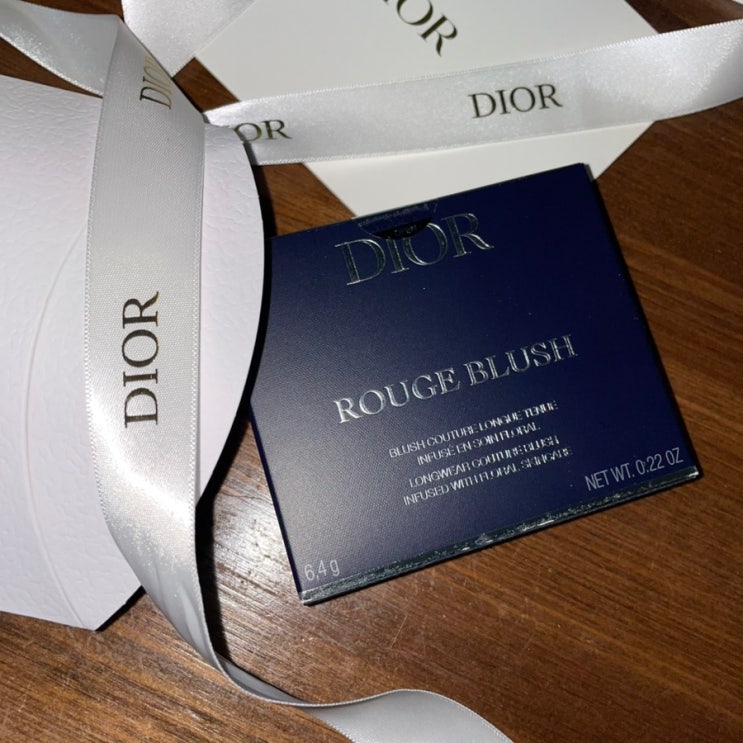 DIOR
DIOR
DIOR
DIOR
DIOR
DIOR
ROUGE BLUSH
BLUSH COUTURE LONGUE TENUE
INFUSÉ EN SOIN FLORAL
LONGWEAR COUTURE BLUSH
INFUSED WITH FLORAL SKINCARE
6,4 g
NET WT. 0.22 OZ